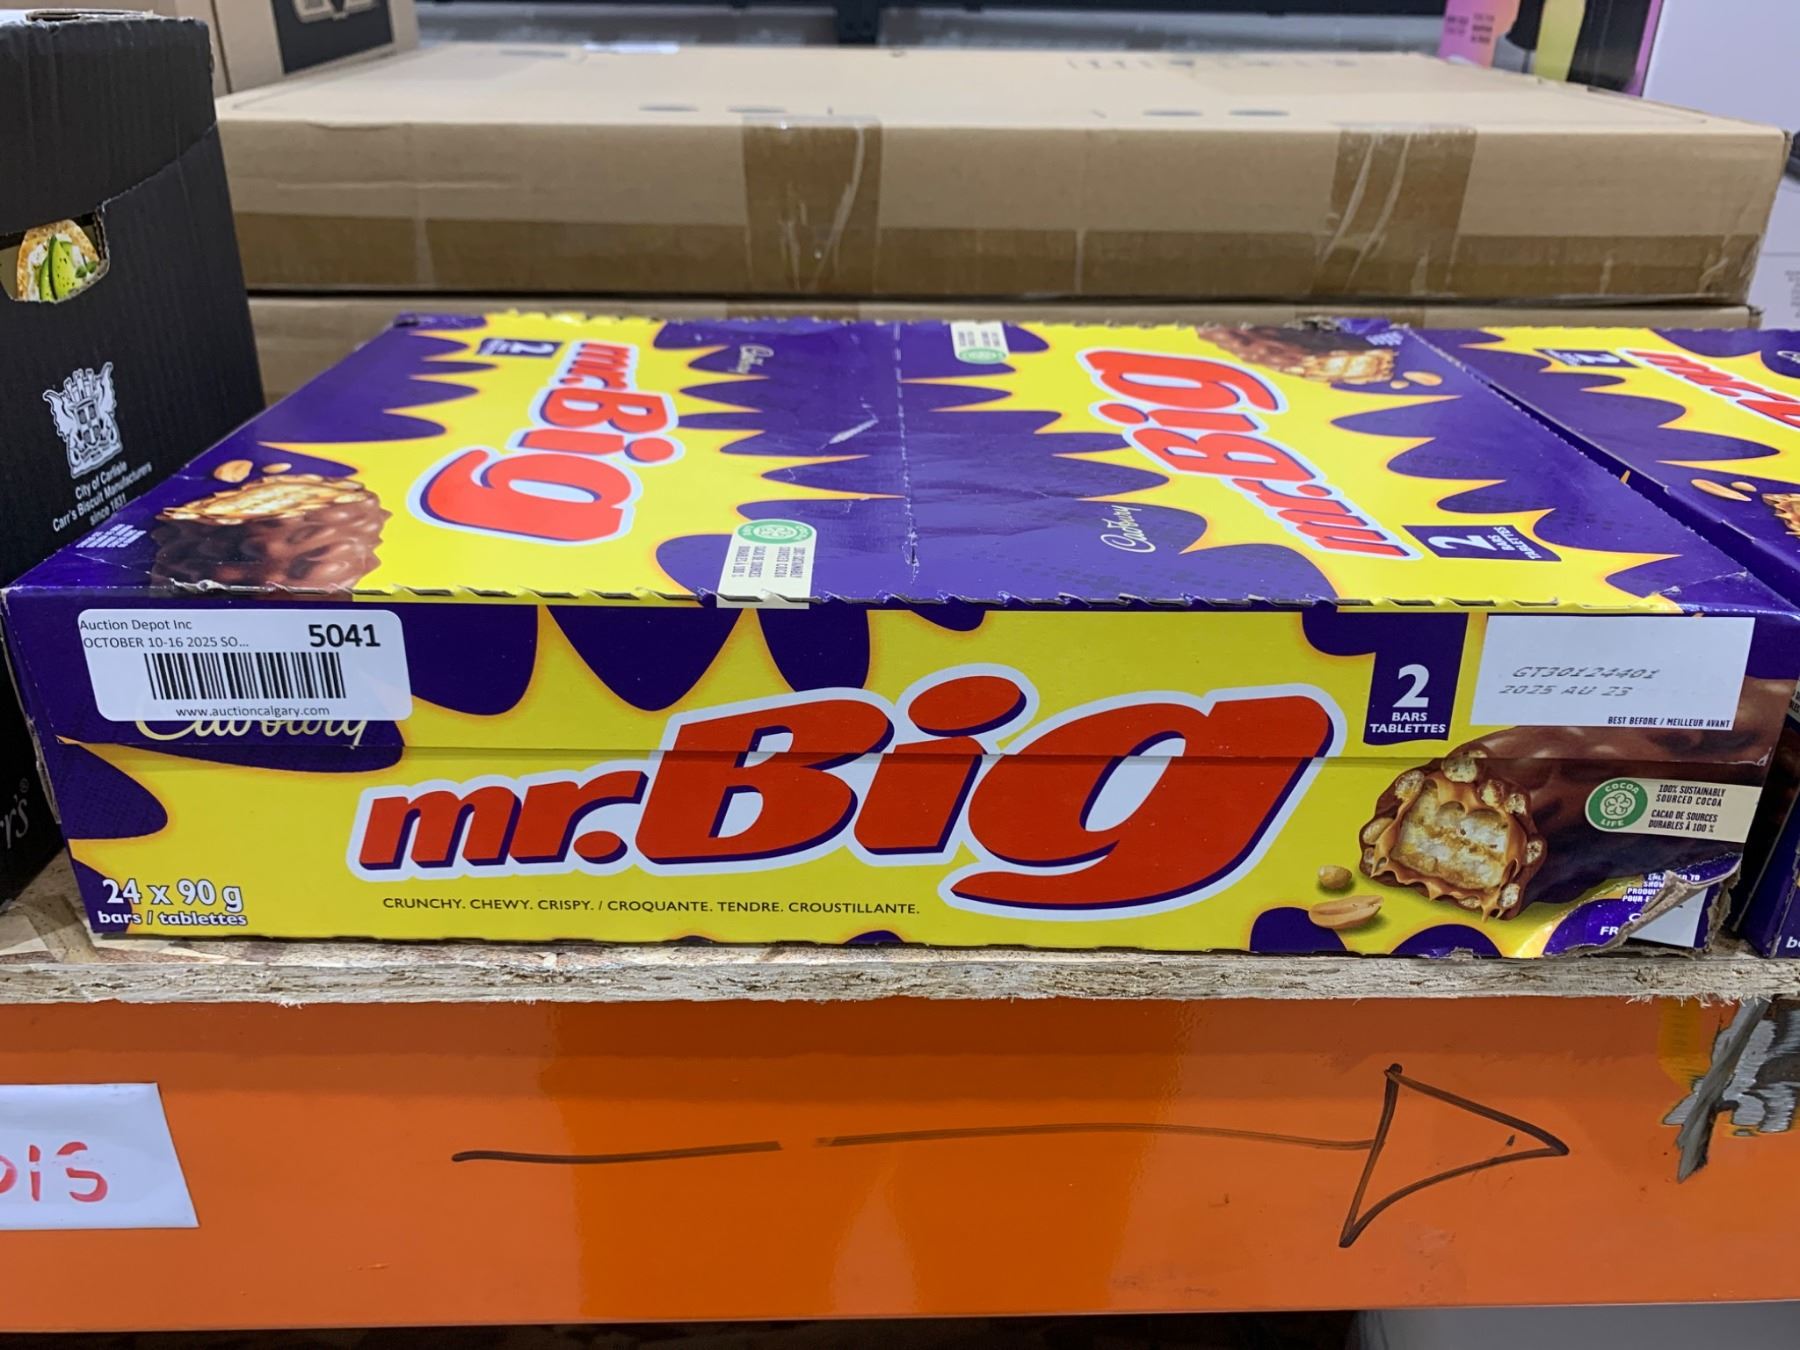 City of Carlisle
Carr's Biscuit Manufacturers
since 1831
mr.Big
2
Cadbury
mr.Big
Cadbury
2
BARS
TABLETTES
Auction Depot Inc
OCTOBER 10-16 2025 SO...
5041
www.auctioncalgary.com
Cadbury
mr.Big
CRUNCHY. CHEWY. CRISPY. / CROQUANTE. TENDRE. CROUSTILLANTE.
24 x 90 g
bars / tablettes
2
BARS
TABLETTES
GT30124401
2025 AU 23
BEST BEFORE / MEILLEUR AVANT
COCOA
LIFE
100% SUSTAINABLY
SOURCED COCOA
CACAO DE SOURCES
DURABLES À 100 %